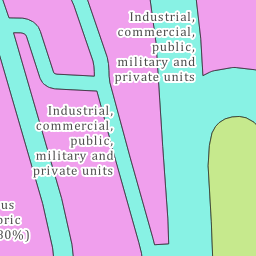 Industrial,
commercial,
public,
military and
private units
Industrial,
commercial,
public,
military and
private units